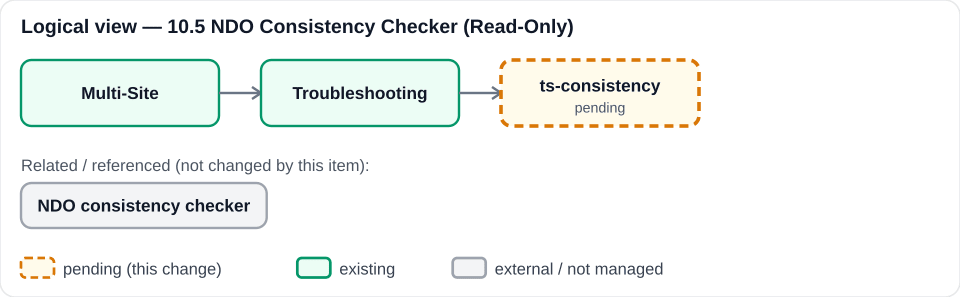 Logical view — 10.5 NDO Consistency Checker (Read-Only)
Multi-Site
Troubleshooting
ts-consistency
pending
Related / referenced (not changed by this item):
NDO consistency checker
pending (this change)
existing
external / not managed